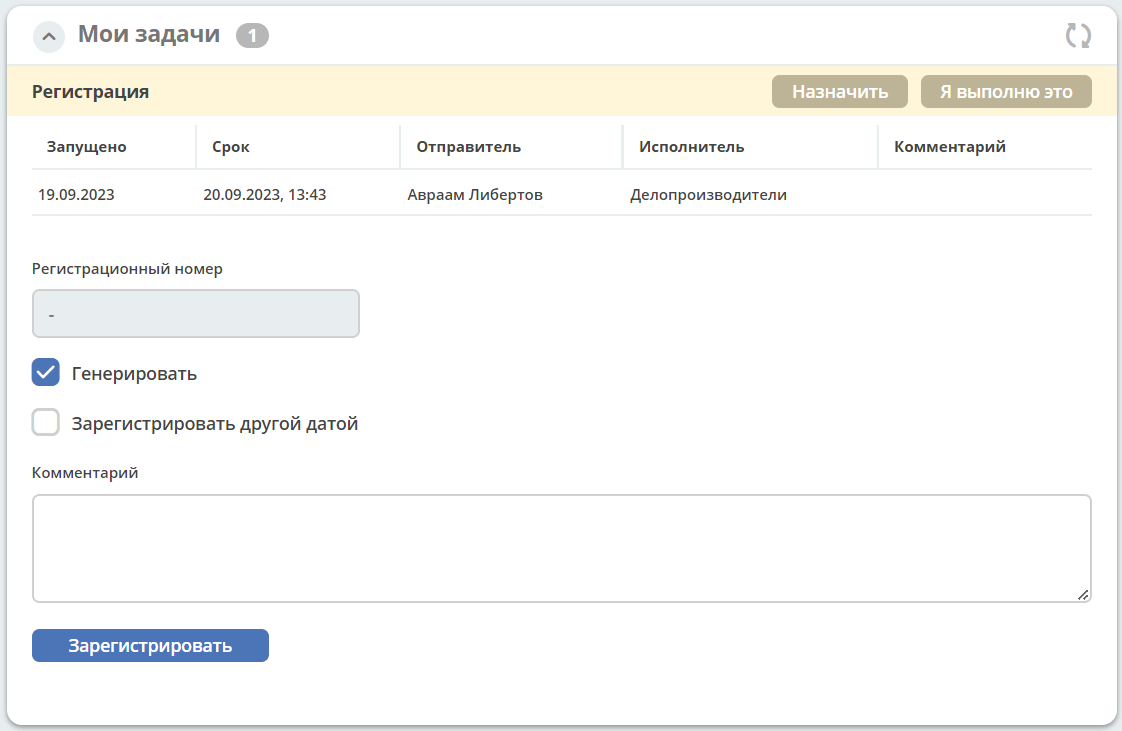 Мои задачи 1
Регистрация Назначить Я выполню это
Запущено Срок Отправитель Исполнитель Комментарий
19.09.2023 20.09.2023, 13:43 Авраам Либертов Делопроизводители
Регистрационный номер
-
Генерировать
Зарегистрировать другой датой
Комментарий
Зарегистрировать